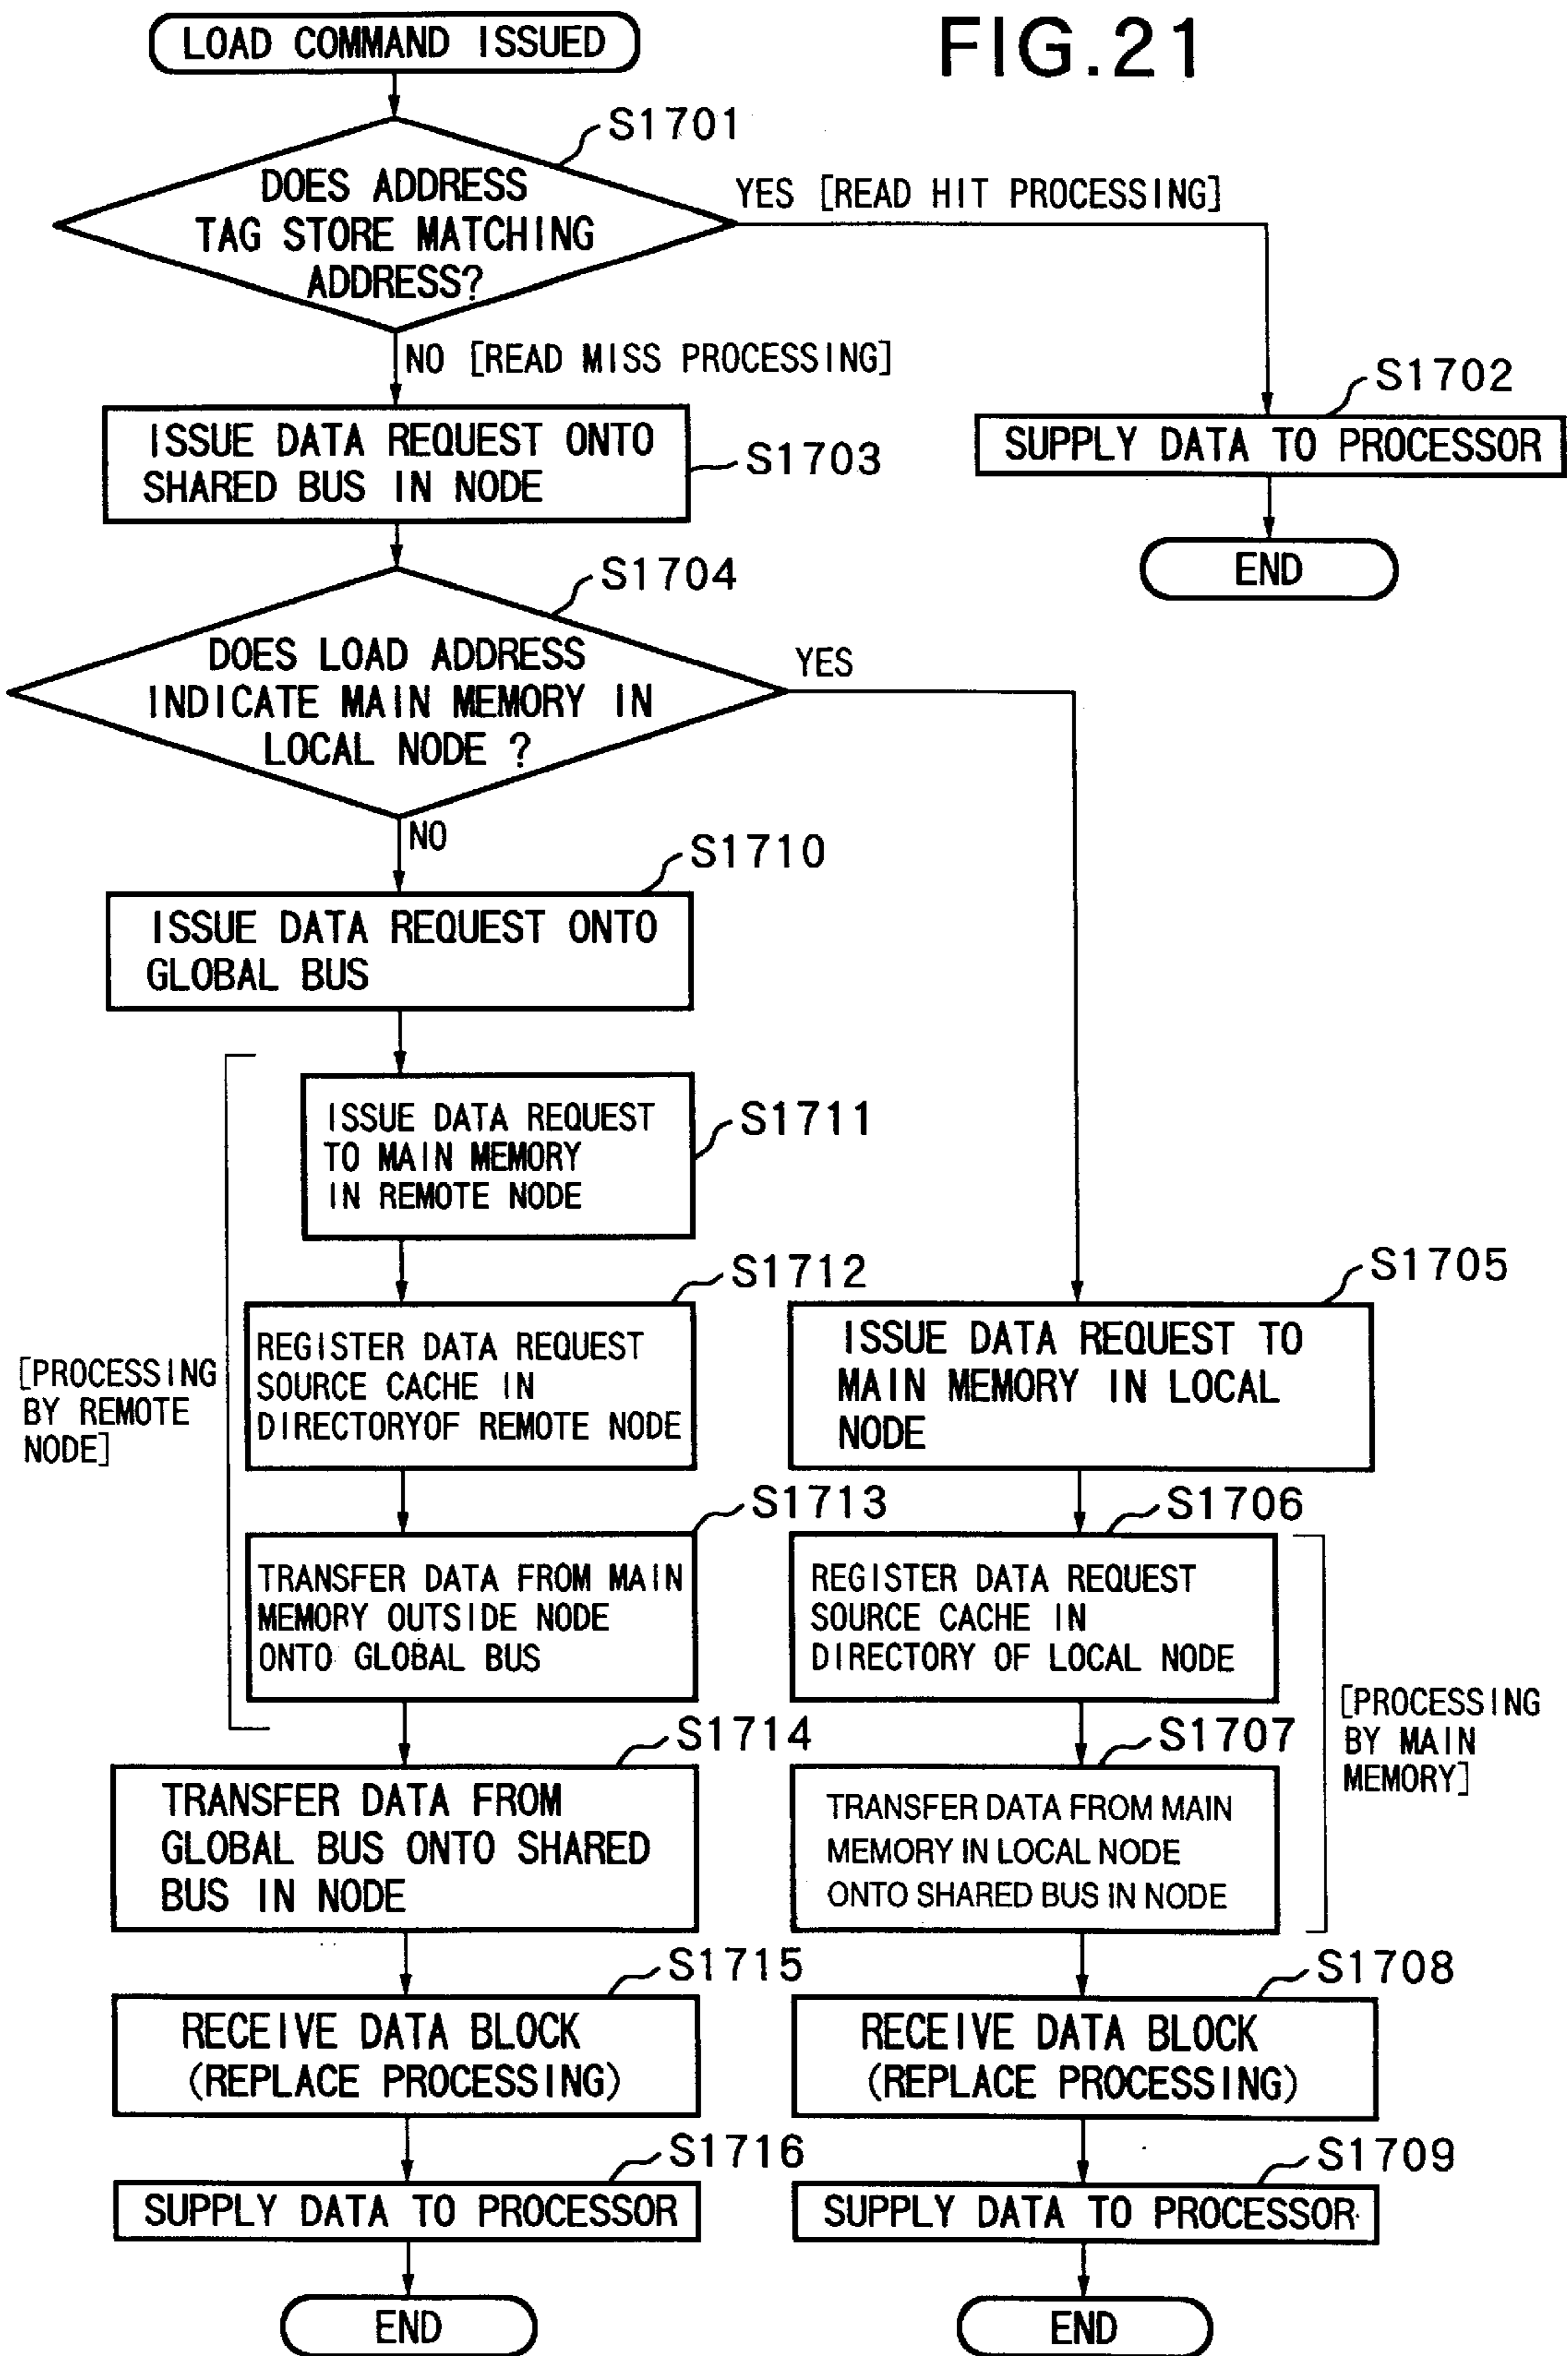 FIG.21
LOAD COMMAND ISSUED
S1701
DOES ADDRESS
TAG STORE MATCHING
ADDRESS?
YES [READ HIT PROCESSING]
NO [READ MISS PROCESSING]
S1702
SUPPLY DATA TO PROCESSOR
END
ISSUE DATA REQUEST ONTO
SHARED BUS IN NODE
S1703
S1704
DOES LOAD ADDRESS
INDICATE MAIN MEMORY IN
LOCAL NODE ?
YES
NO
S1710
ISSUE DATA REQUEST ONTO
GLOBAL BUS
ISSUE DATA REQUEST
TO MAIN MEMORY
IN REMOTE NODE
S1711
S1712
REGISTER DATA REQUEST
SOURCE CACHE IN
DIRECTORYOF REMOTE NODE
[PROCESSING
BY REMOTE
NODE]
S1713
TRANSFER DATA FROM MAIN
MEMORY OUTSIDE NODE
ONTO GLOBAL BUS
S1714
TRANSFER DATA FROM
GLOBAL BUS ONTO SHARED
BUS IN NODE
S1715
RECEIVE DATA BLOCK
(REPLACE PROCESSING)
S1716
SUPPLY DATA TO PROCESSOR
END
S1705
ISSUE DATA REQUEST TO
MAIN MEMORY IN LOCAL
NODE
S1706
REGISTER DATA REQUEST
SOURCE CACHE IN
DIRECTORY OF LOCAL NODE
[PROCESSING
BY MAIN
MEMORY]
S1707
TRANSFER DATA FROM MAIN
MEMORY IN LOCAL NODE
ONTO SHARED BUS IN NODE
S1708
RECEIVE DATA BLOCK
(REPLACE PROCESSING)
S1709
SUPPLY DATA TO PROCESSOR
END